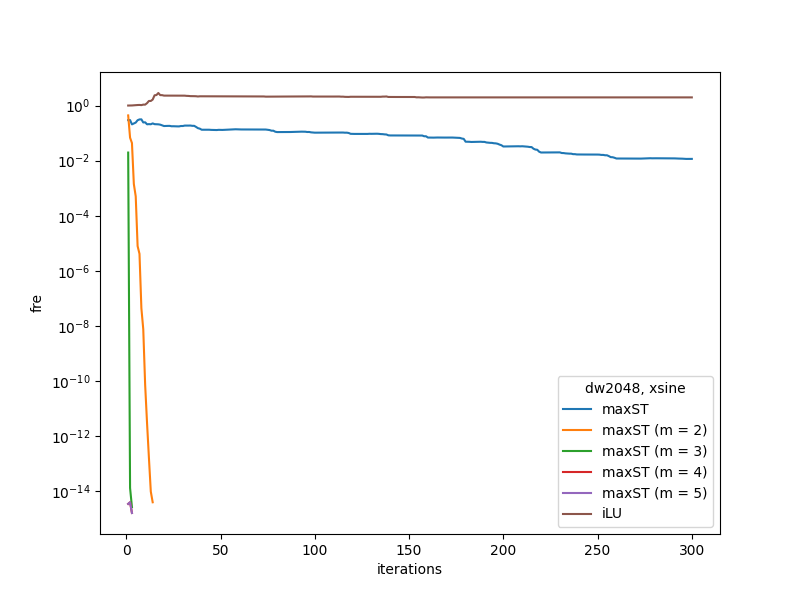 10^0
10^-2
10^-4
10^-6
10^-8
10^-10
10^-12
10^-14
fre
0 50 100 150 200 250 300
iterations
dw2048, xsine
maxST
maxST (m = 2)
maxST (m = 3)
maxST (m = 4)
maxST (m = 5)
iLU